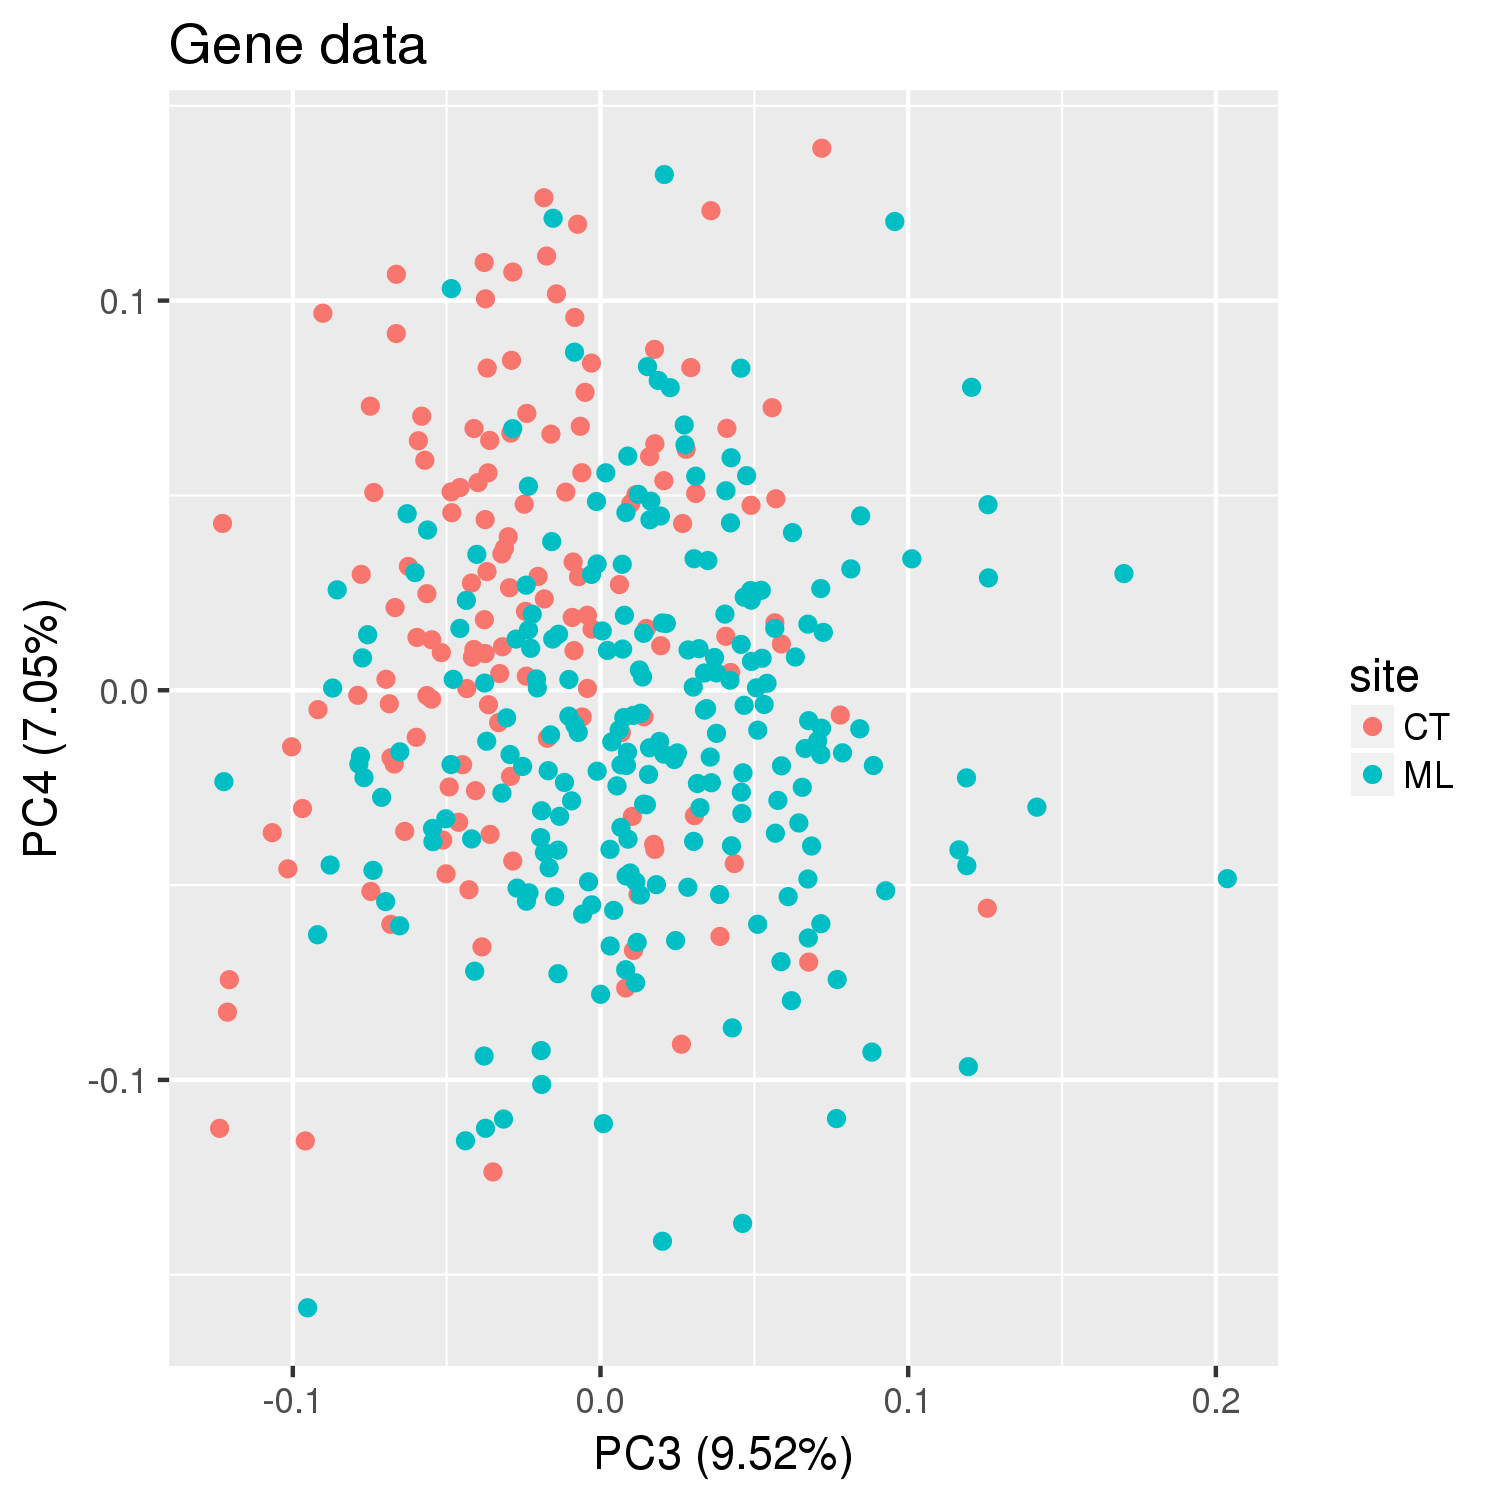 Gene data
PC4 (7.05%)
0.1
0.0
-0.1
-0.1
0.0
0.1
0.2
PC3 (9.52%)
site
CT
ML